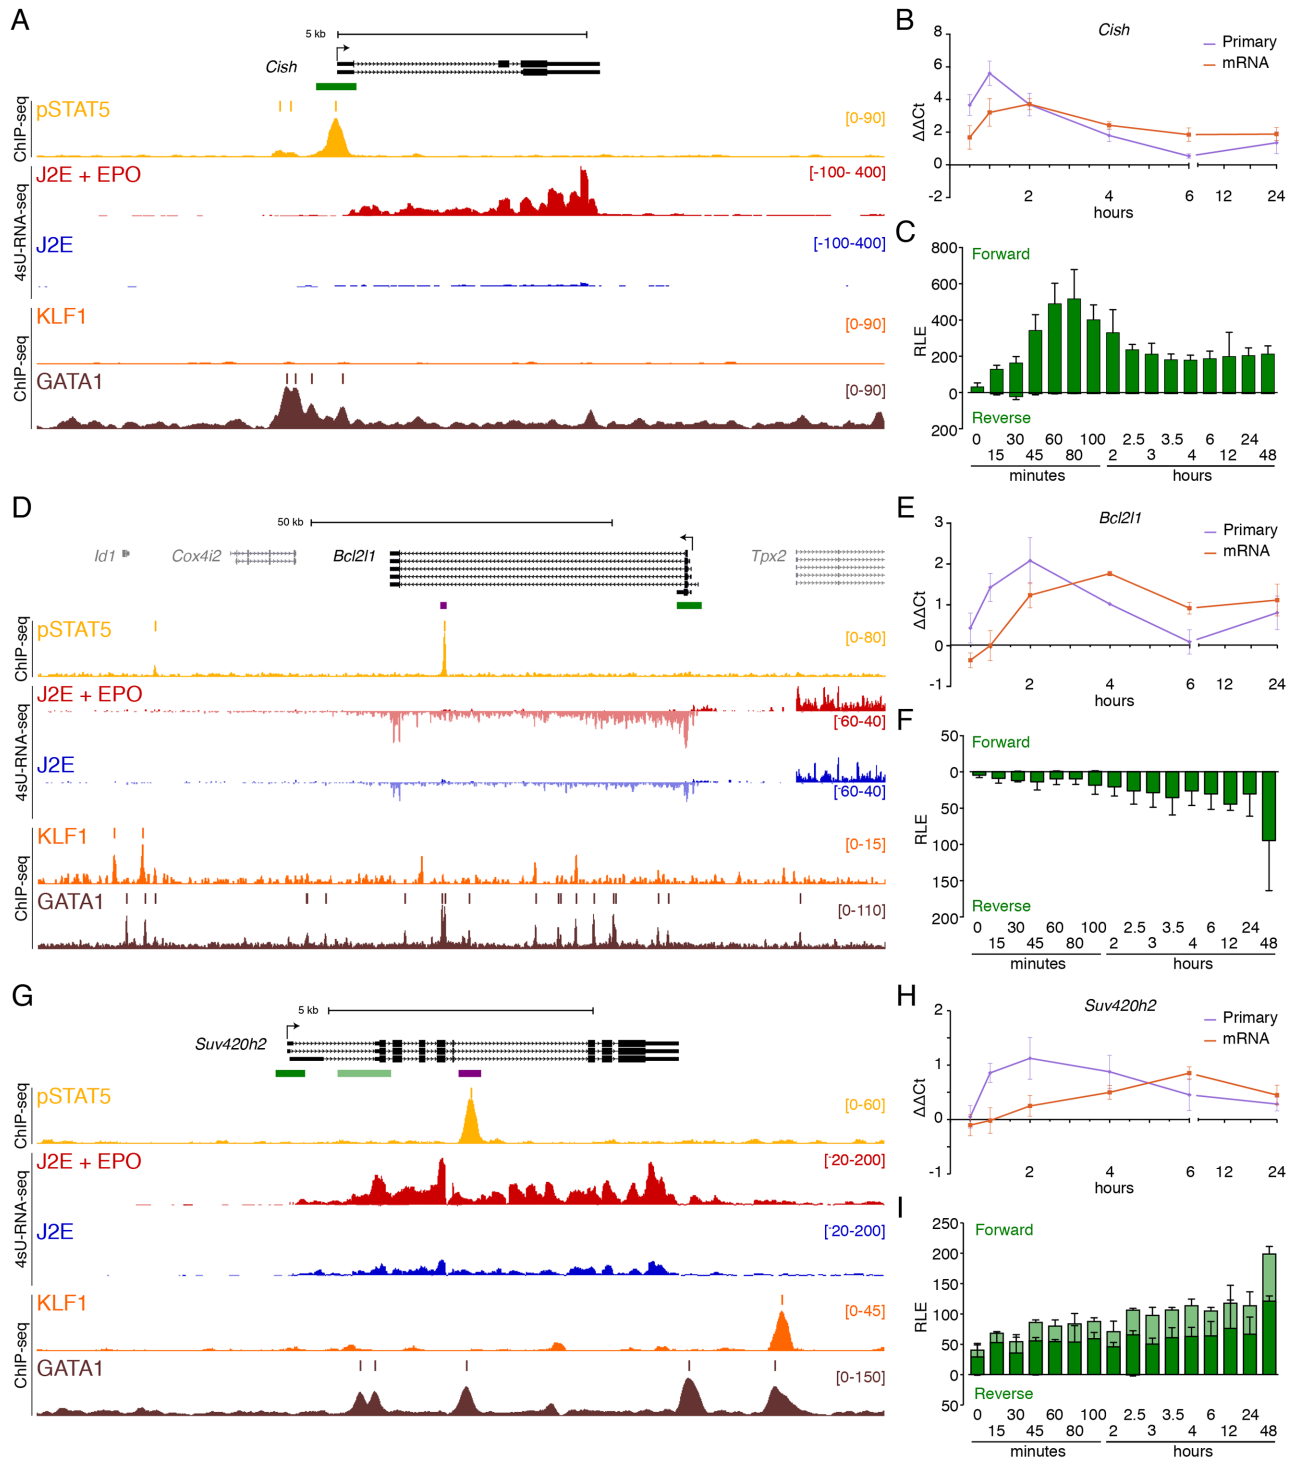 A
5 kb
Cish
ChIP-seq
pSTAT5
[0-90]
4sU-RNA-seq
J2E + EPO
[-100- 400]
J2E
[-100-400]
ChIP-seq
KLF1
[0-90]
GATA1
[0-90]
B
Cish
Primary
mRNA
8
6
4
2
0
-2
ΔΔCt
2 4 6 12 24
hours
C
800
600
400
200
0
200
RLE
Forward
Reverse
0 30 60 100 2.5 3.5 6 24
15 45 80 2 3 4 12 48
minutes hours
D
50 kb
Id1 Cox4i2 Bcl2l1 Tpx2
ChIP-seq
pSTAT5
[0-80]
4sU-RNA-seq
J2E + EPO
[-60-40]
J2E
[-60-40]
ChIP-seq
KLF1
[0-15]
GATA1
[0-110]
E
Bcl2l1
Primary
mRNA
3
2
1
0
-1
ΔΔCt
2 4 6 12 24
hours
F
50
0
50
100
150
200
RLE
Forward
Reverse
0 30 60 100 2.5 3.5 6 24
15 45 80 2 3 4 12 48
minutes hours
G
5 kb
Suv420h2
ChIP-seq
pSTAT5
[0-60]
4sU-RNA-seq
J2E + EPO
[-20-200]
J2E
[-20-200]
ChIP-seq
KLF1
[0-45]
GATA1
[0-150]
H
Suv420h2
Primary
mRNA
2
1
0
-1
ΔΔCt
2 4 6 12 24
hours
I
250
200
150
100
50
0
50
RLE
Forward
Reverse
0 30 60 100 2.5 3.5 6 24
15 45 80 2 3 4 12 48
minutes hours